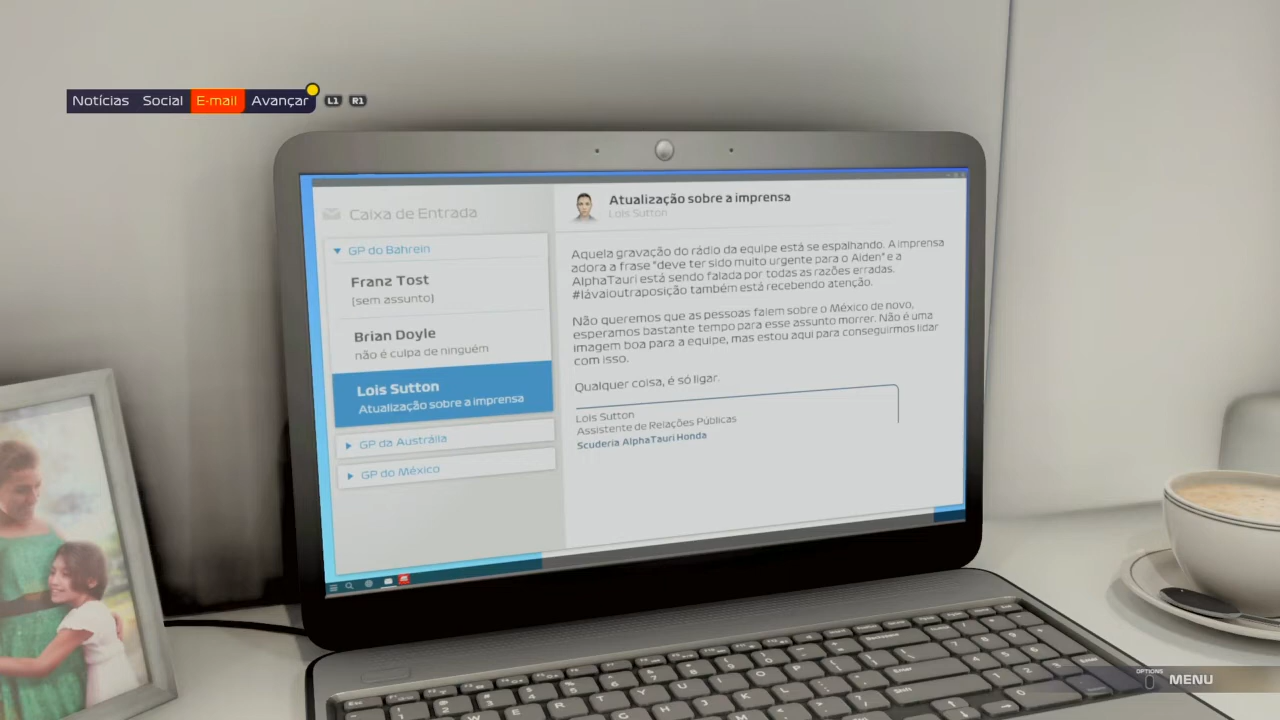 Notícias Social E-mail Avançar L1 R1
Caixa de Entrada
GP do Bahrein
Franz Tost
(sem assunto)
Brian Doyle
não é culpa de ninguém
Lois Sutton
Atualização sobre a imprensa
GP da Austrália
GP do México
Atualização sobre a imprensa
Lois Sutton
Aquela gravação do rádio da equipe está se espalhando. A imprensa
adora a frase "deve ter sido muito urgente para o Aiden" e a
AlphaTauri está sendo falada por todas as razões erradas.
#lávaioutraposição também está recebendo atenção.
Não queremos que as pessoas falem sobre o México de novo,
esperamos bastante tempo para esse assunto morrer. Não é uma
imagem boa para a equipe, mas estou aqui para conseguirmos lidar
com isso.
Qualquer coisa, é só ligar.
Lois Sutton
Assistente de Relações Públicas
Scuderia AlphaTauri Honda
OPTIONS
MENU